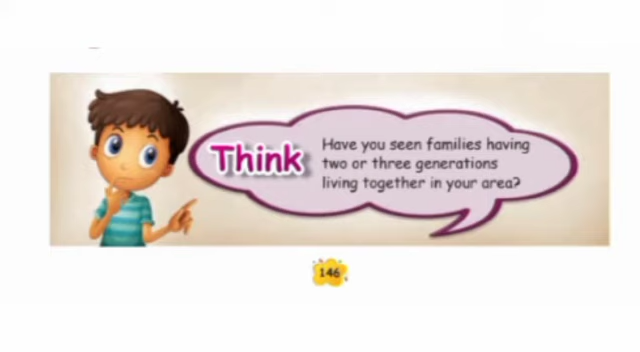 Think
Have you seen families having
two or three generations
living together in your area?
146